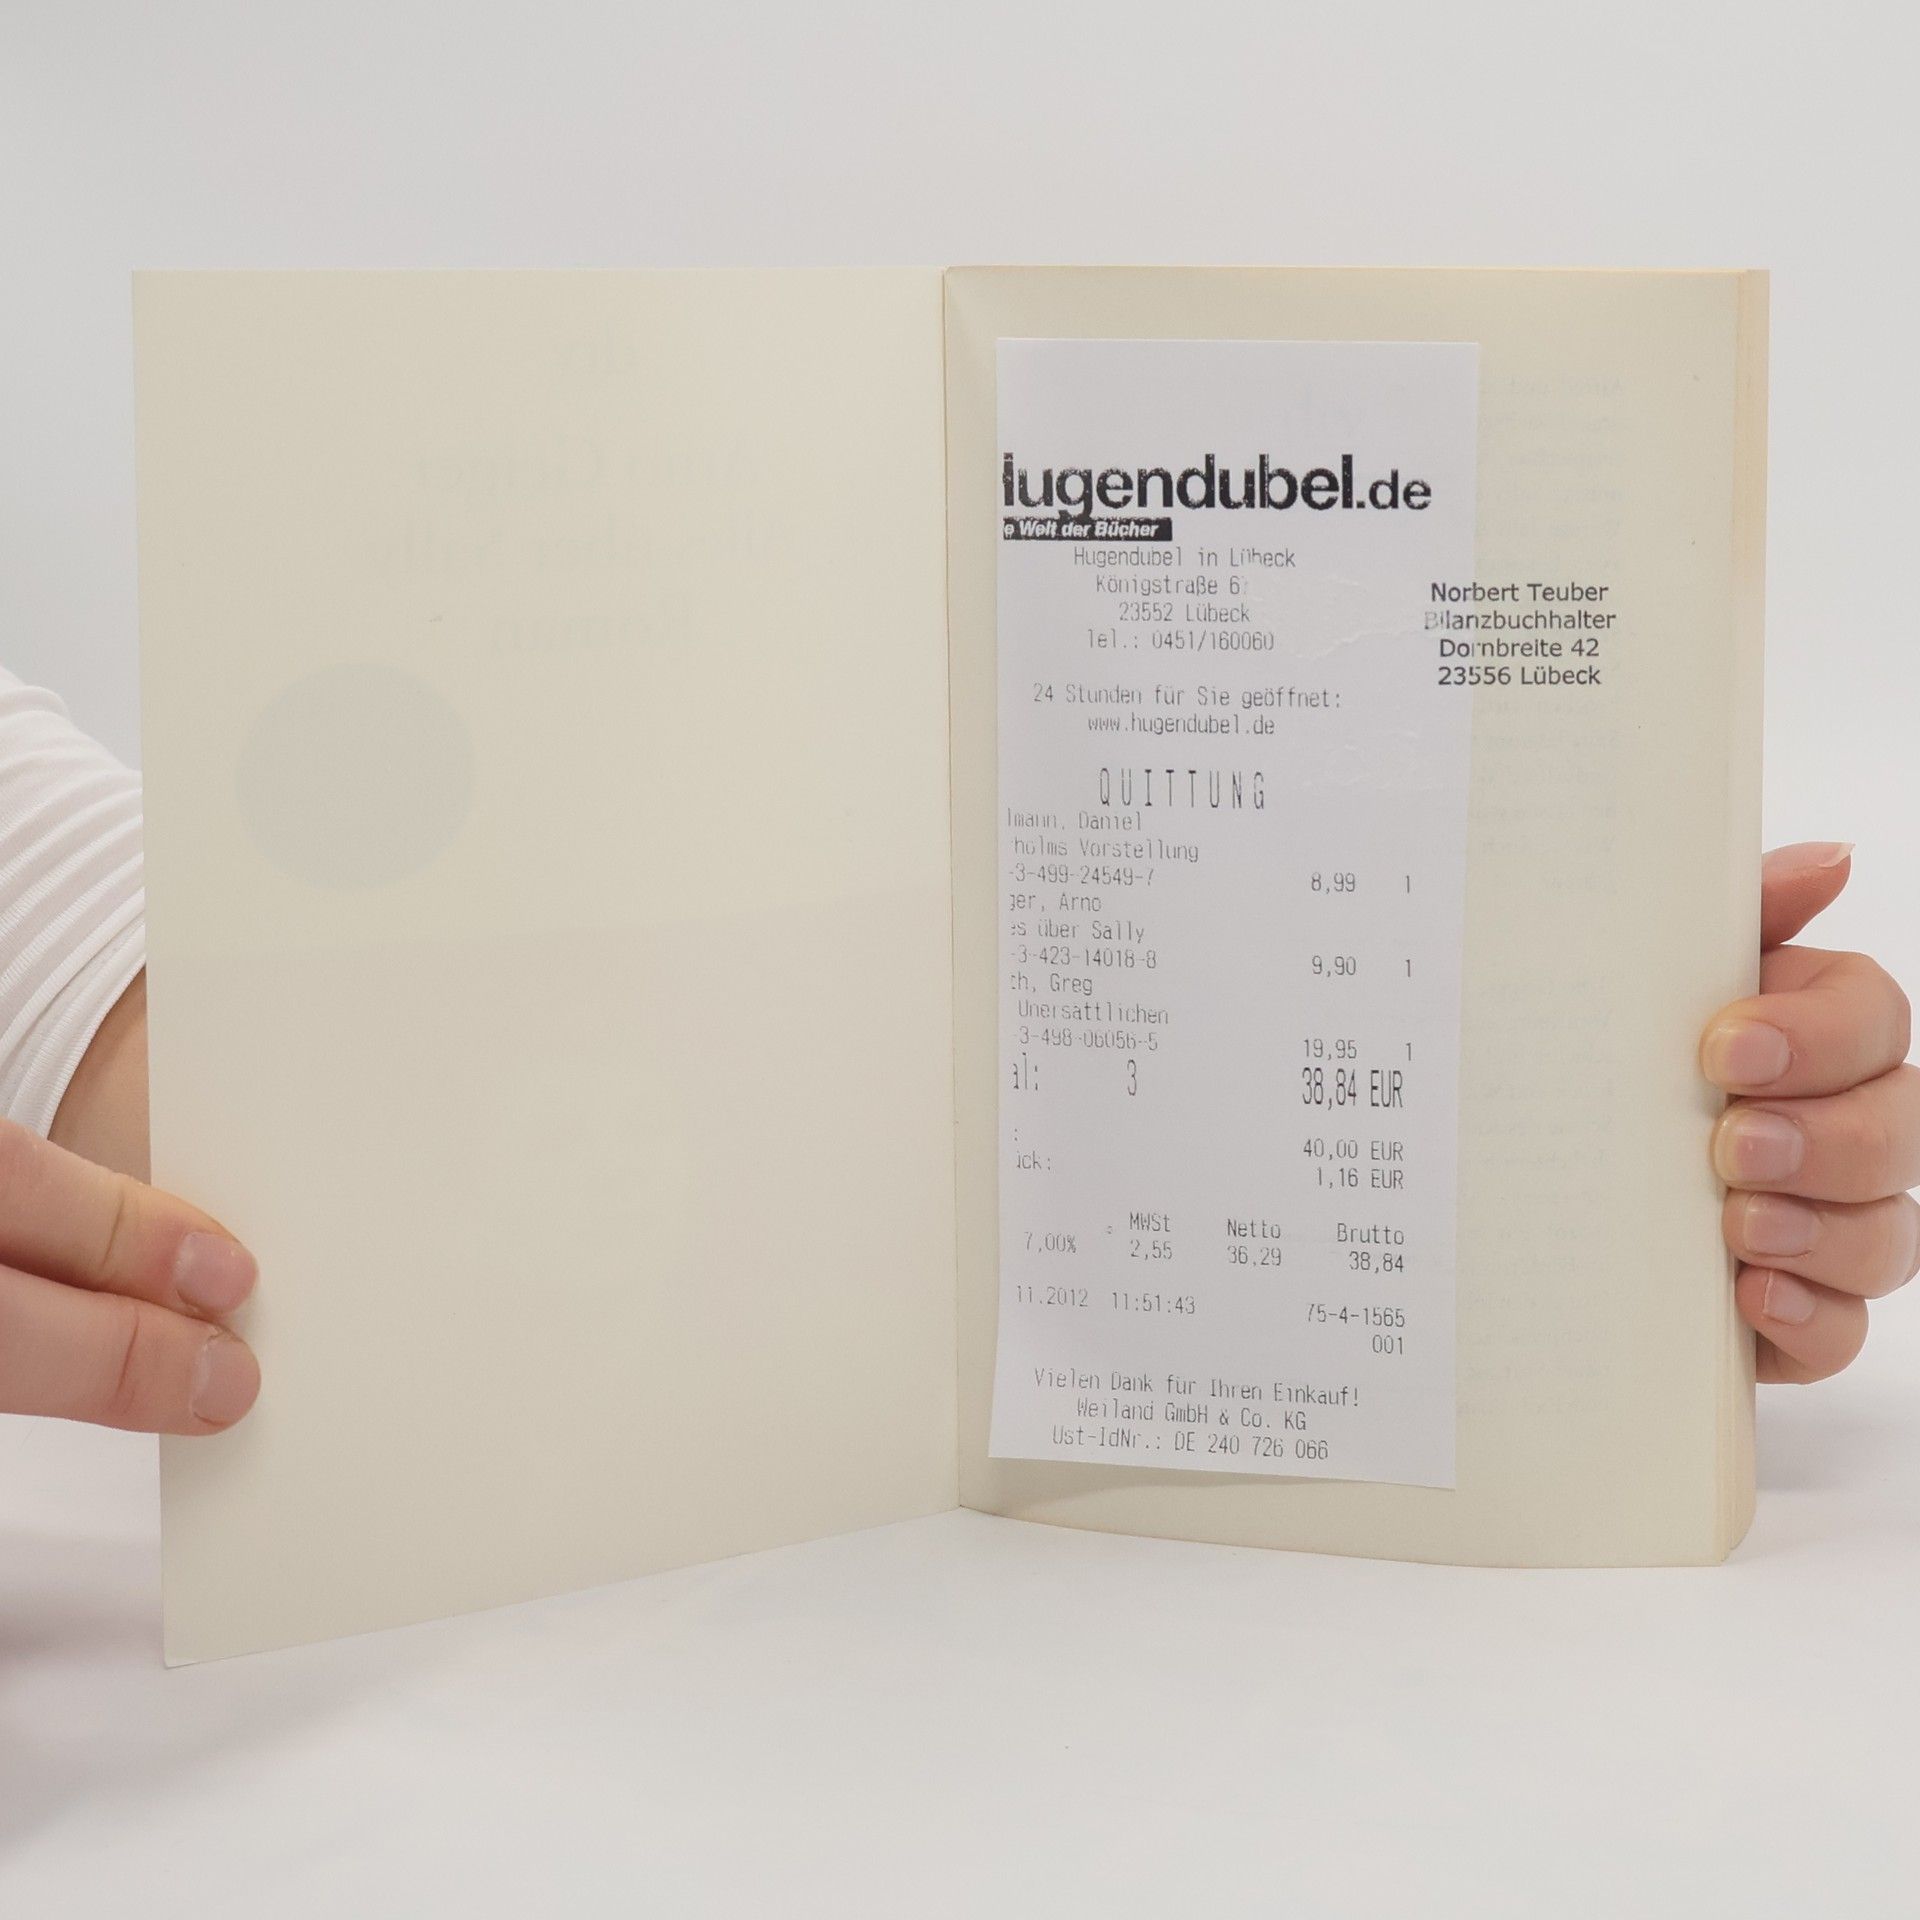 lugendubel.de
e Welt der Bücher
Hugendubel in Lübeck
Königstraße 6
23552 Lübeck
Tel.: 0451/160060
24 Stunden für Sie geöffnet:
www.hugendubel.de
QUITTUNG
lmann, Daniel
holms Vorstellung
-3-499-24549-7 8,99 1
ger, Arno
es über Sally
-3-423-14018-8 9,90 1
ch, Greg
Unersättlichen
-3-498-06056-5 19,95 1
al: 3 38,84 EUR
: 40,00 EUR
ück: 1,16 EUR
MWSt Netto Brutto
7,00% 2,55 36,29 38,84
11.2012 11:51:43 75-4-1565
001
Vielen Dank für Ihren Einkauf!
Weiland GmbH & Co. KG
Ust-IdNr.: DE 240 726 066
Norbert Teuber
Bilanzbuchhalter
Dornbreite 42
23556 Lübeck